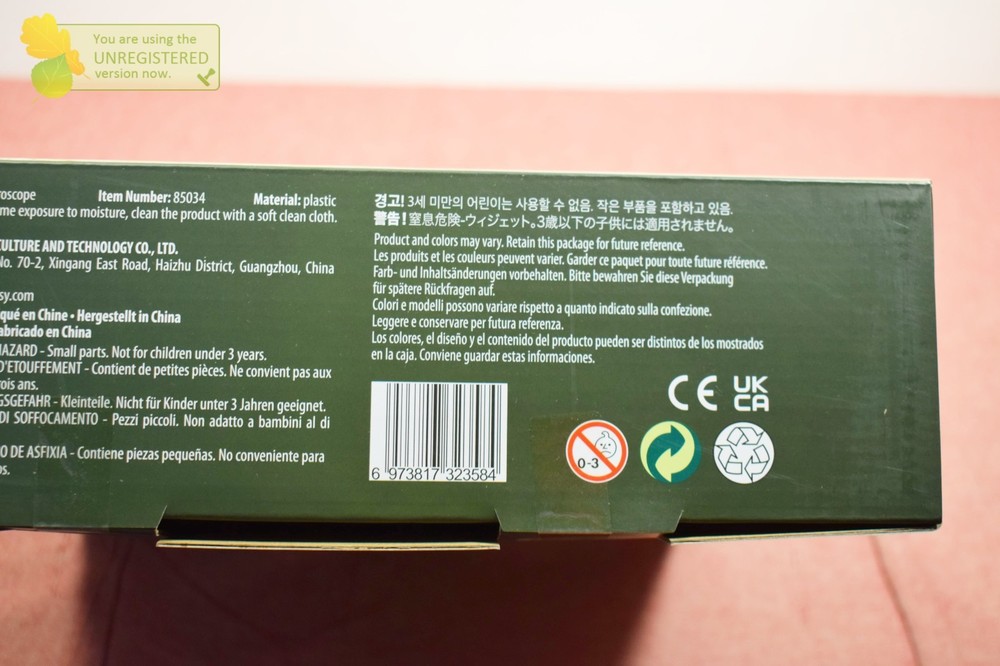 You are using the
UNREGISTERED
version now.
roscope Item Number: 85034 Material: plastic
me exposure to moisture, clean the product with a soft clean cloth.
CULTURE AND TECHNOLOGY CO., LTD.
No. 70-2, Xingang East Road, Haizhu District, Guangzhou, China
sy.com
qué en Chine • Hergestellt in China
abricado en China
HAZARD - Small parts. Not for children under 3 years.
D'ETOUFFEMENT - Contient de petites pièces. Ne convient pas aux
rois ans.
GSGEFAHR - Kleinteile. Nicht für Kinder unter 3 Jahren geeignet.
DI SOFFOCAMENTO - Pezzi piccoli. Non adatto a bambini al di
O DE ASFIXIA - Contiene piezas pequeñas. No conveniente para
os.
경고! 3세 미만의 어린이는 사용할 수 없음. 작은 부품을 포함하고 있음.
警告!窒息危険-ウィジェット。3歳以下の子供には適用されません。
Product and colors may vary. Retain this package for future reference.
Les produits et les couleurs peuvent varier. Garder ce paquet pour toute future référence.
Farb- und Inhaltsänderungen vorbehalten. Bitte bewahren Sie diese Verpackung
für spätere Rückfragen auf.
Colori e modelli possono variare rispetto a quanto indicato sulla confezione.
Leggere e conservare per futura referenza.
Los colores, el diseño y el contenido del producto pueden ser distintos de los mostrados
en la caja. Conviene guardar estas informaciones.
CE UK
CA
0-3
6 973817 323584